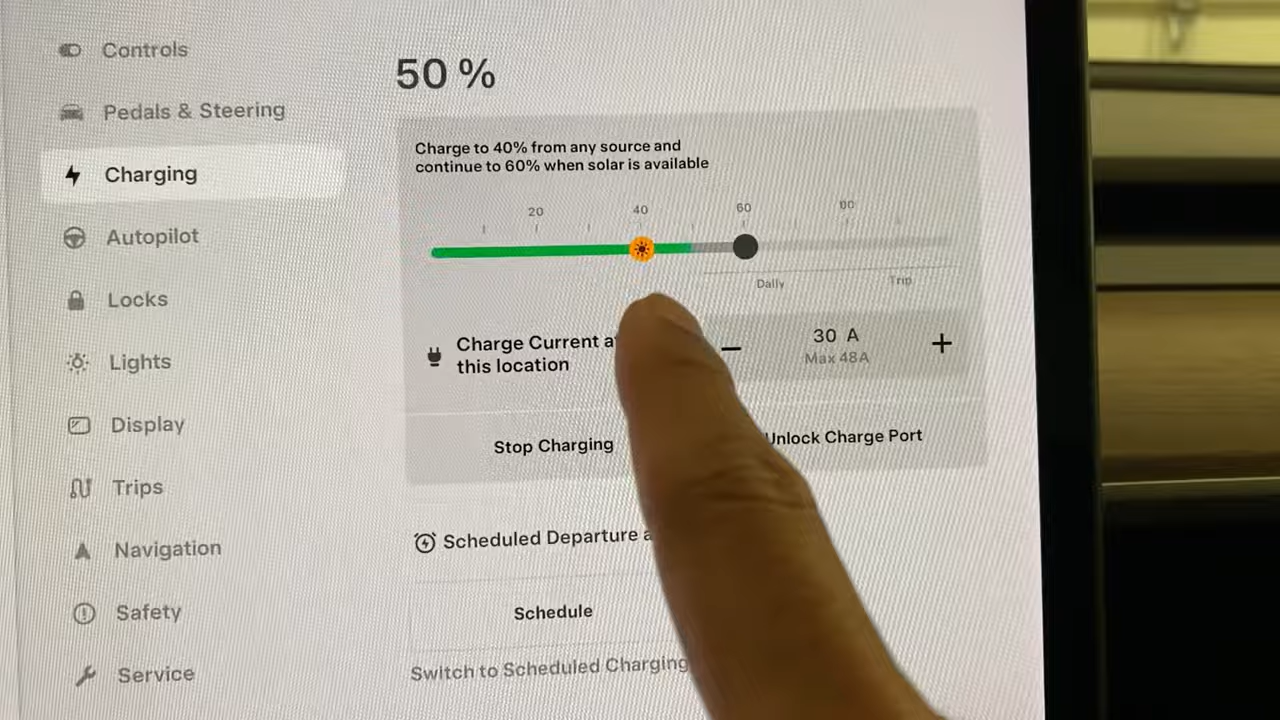 Controls
Pedals & Steering
Charging
Autopilot
Locks
Lights
Display
Trips
Navigation
Safety
Service
50 %
Charge to 40% from any source and
continue to 60% when solar is available
20 40 60 80
Daily Trip
Charge Current a
this location
30 A
Max 48A
Stop Charging
Unlock Charge Port
Scheduled Departure a
Schedule
Switch to Scheduled Charging